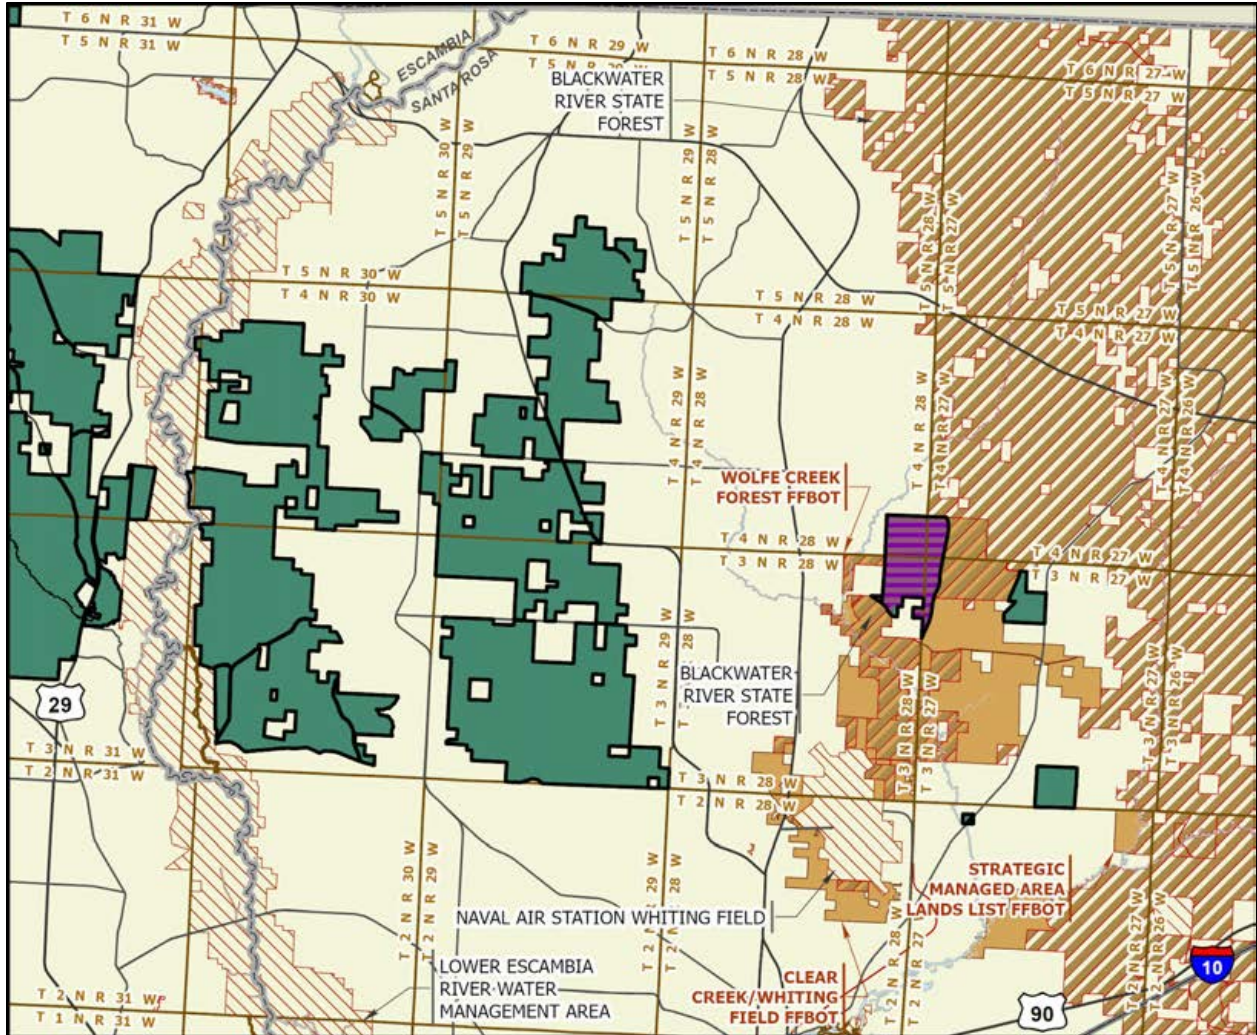 T 6 N R 31 W
T 5 N R 31 W
ESCAMBIA
SANTA ROSA
T 6 N R 29 W
T 6 N R 28 W
T 5 N R 28 W
T 6 N R 27 W
T 5 N R 27 W
BLACKWATER
RIVER STATE
FOREST
T 5 N R 30 W
T 5 N R 29 W
T 5 N R 29 W
T 5 N R 28 W
T 5 N R 28 W
T 5 N R 27 W
T 5 N R 27 W
T 5 N R 26 W
T 5 N R 30 W
T 4 N R 30 W
T 5 N R 28 W
T 4 N R 28 W
T 5 N R 27 W
T 4 N R 27 W
T 4 N R 29 W
T 4 N R 28 W
T 4 N R 28 W
T 4 N R 27 W
T 4 N R 27 W
T 4 N R 26 W
WOLFE CREEK
FOREST FFBOT
T 4 N R 28 W
T 3 N R 28 W
T 4 N R 27 W
T 3 N R 27 W
BLACKWATER
RIVER STATE
FOREST
T 3 N R 29 W
T 3 N R 28 W
T 3 N R 27 W
T 3 N R 27 W
T 3 N R 26 W
29
T 3 N R 31 W
T 2 N R 31 W
T 3 N R 28 W
T 2 N R 28 W
T 2 N R 30 W
T 2 N R 29 W
T 2 N R 29 W
T 2 N R 28 W
STRATEGIC
MANAGED AREA
LANDS LIST FFBOT
NAVAL AIR STATION WHITING FIELD
T 2 N R 28 W
T 2 N R 27 W
T 2 N R 27 W
T 2 N R 26 W
LOWER ESCAMBIA
RIVER WATER
MANAGEMENT AREA
CLEAR
CREEK/WHITING
FIELD FFBOT
10
90
T 2 N R 31 W
T 1 N R 31 W